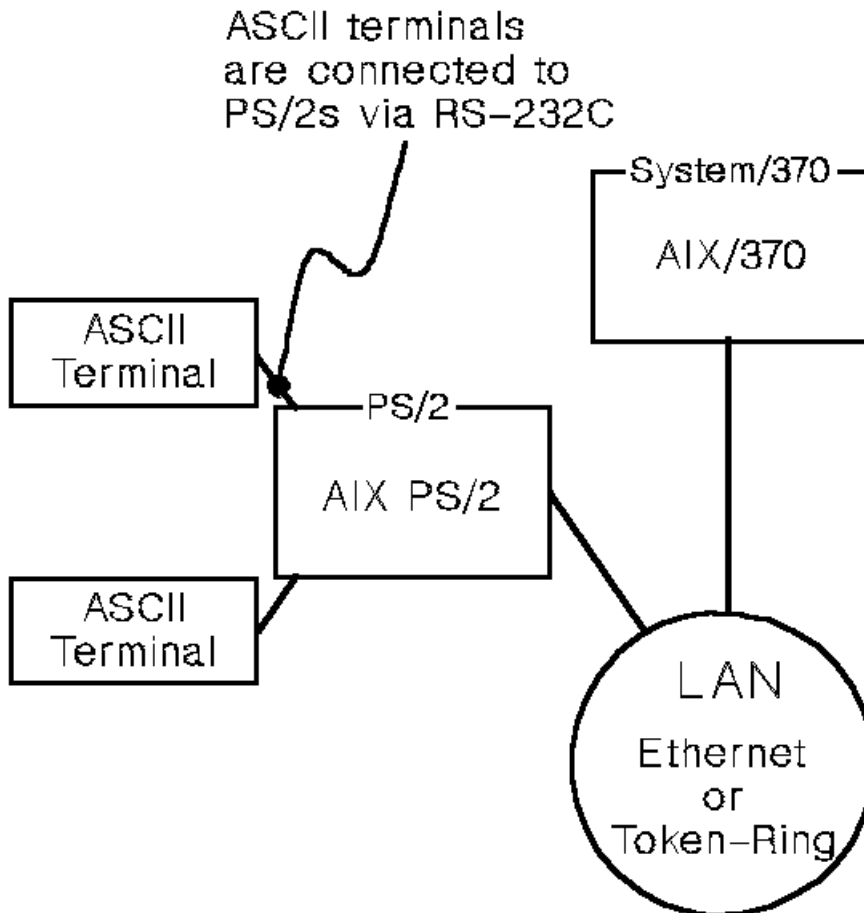 ASCII terminals
are connected to
PS/2s via RS-232C
System/370
AIX/370
ASCII
Terminal
PS/2
AIX PS/2
ASCII
Terminal
LAN
Ethernet
or
Token-Ring